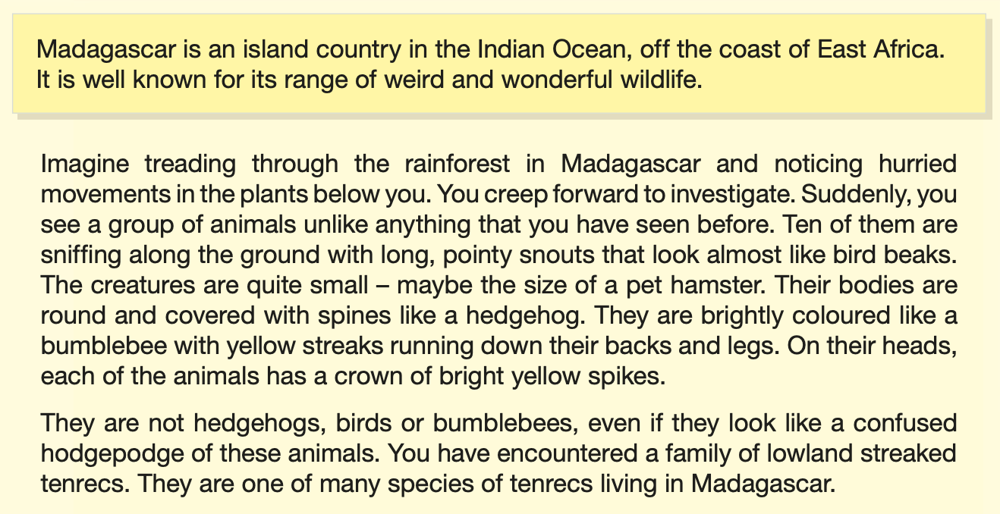 Madagascar is an island country in the Indian Ocean, off the coast of East Africa.
It is well known for its range of weird and wonderful wildlife.
Imagine treading through the rainforest in Madagascar and noticing hurried
movements in the plants below you. You creep forward to investigate. Suddenly, you
see a group of animals unlike anything that you have seen before. Ten of them are
sniffing along the ground with long, pointy snouts that look almost like bird beaks.
The creatures are quite small – maybe the size of a pet hamster. Their bodies are
round and covered with spines like a hedgehog. They are brightly coloured like a
bumblebee with yellow streaks running down their backs and legs. On their heads,
each of the animals has a crown of bright yellow spikes.
They are not hedgehogs, birds or bumblebees, even if they look like a confused
hodgepodge of these animals. You have encountered a family of lowland streaked
tenrecs. They are one of many species of tenrecs living in Madagascar.